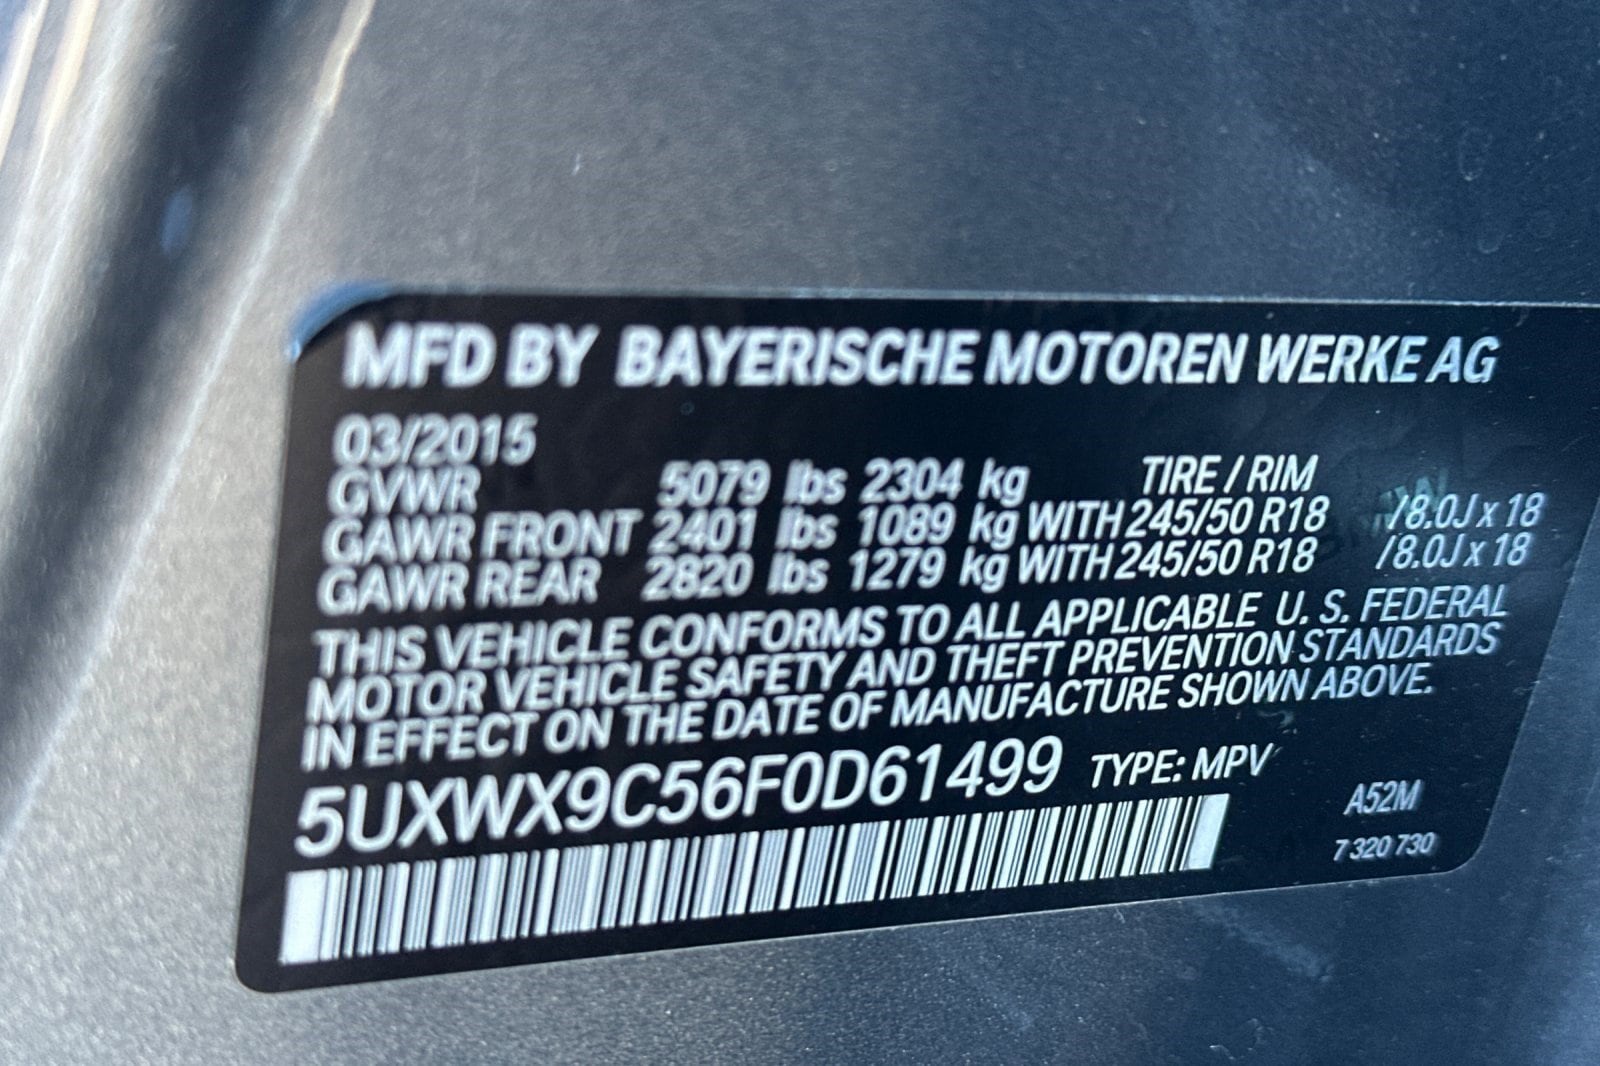 MFD BY BAYERISCHE MOTOREN WERKE AG
03/2015
GVWR 5079 lbs 2304 kg TIRE / RIM
GAWR FRONT 2401 lbs 1089 kg WITH 245/50 R18 /8.0J x 18
GAWR REAR 2820 lbs 1279 kg WITH 245/50 R18 /8.0J x 18
THIS VEHICLE CONFORMS TO ALL APPLICABLE U. S. FEDERAL
MOTOR VEHICLE SAFETY AND THEFT PREVENTION STANDARDS
IN EFFECT ON THE DATE OF MANUFACTURE SHOWN ABOVE.
5UXWX9C56F0D61499 TYPE: MPV
A52M
7 320 730